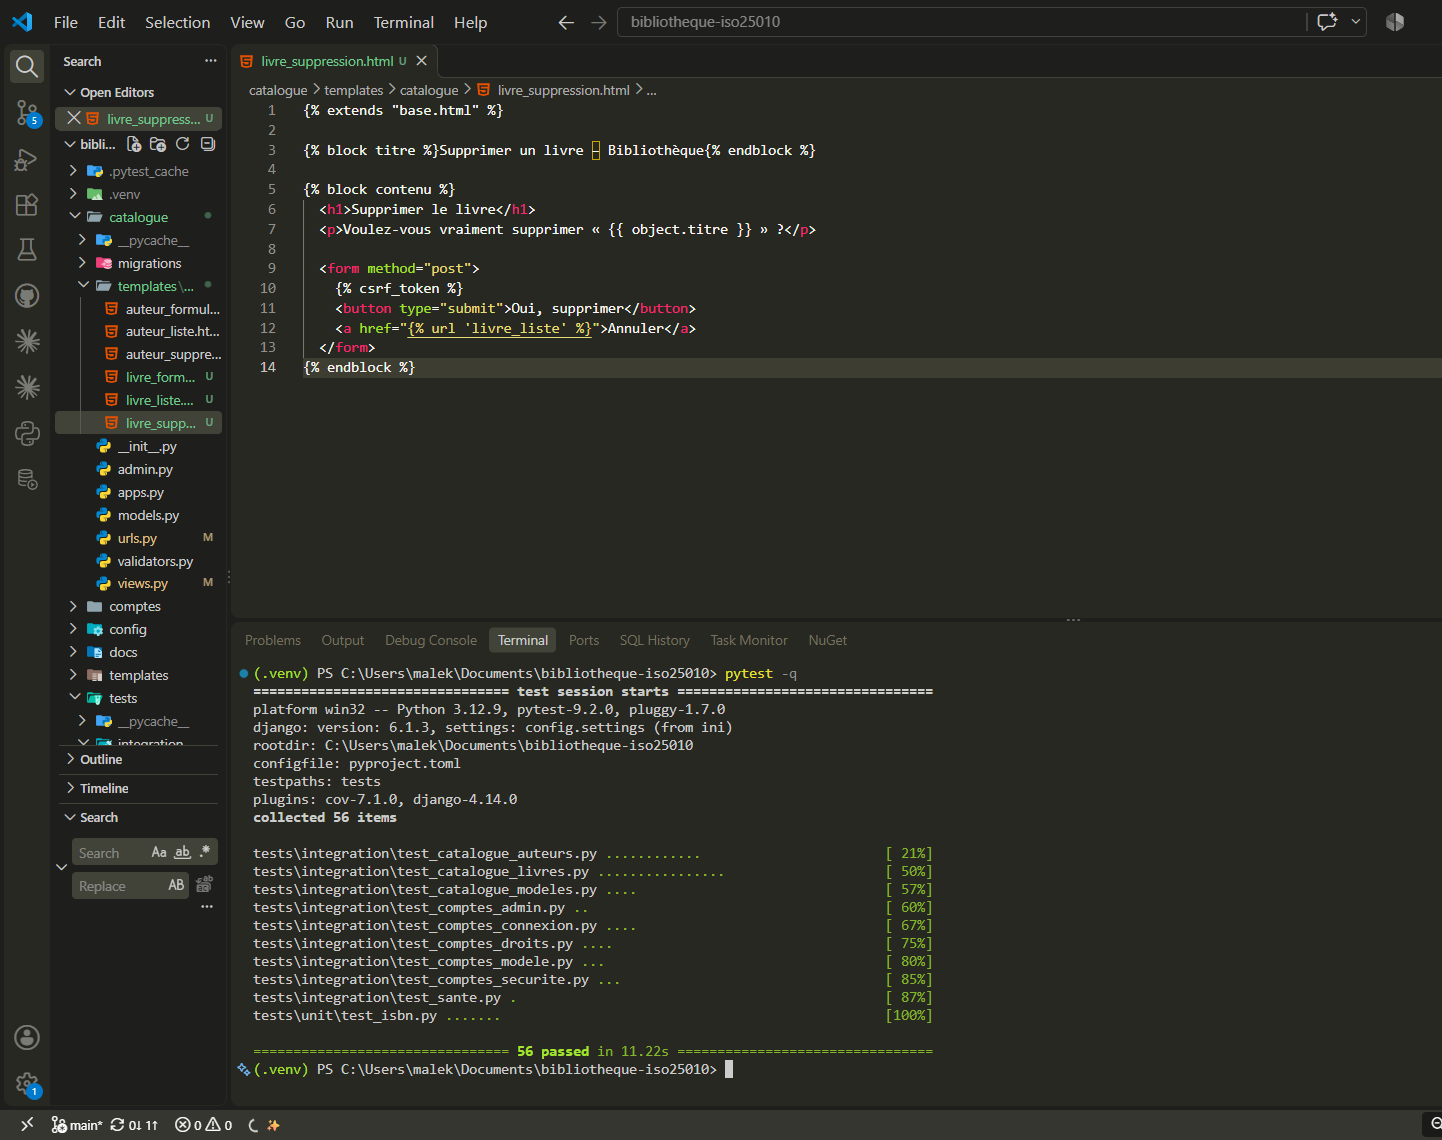 File Edit Selection View Go Run Terminal Help
bibliotheque-iso25010
Search
Open Editors
livre_suppress... U
bibli...
.pytest_cache
.venv
catalogue
__pycache__
migrations
templates\...
auteur_formul...
auteur_liste.ht...
auteur_suppre...
livre_form... U
livre_liste.... U
livre_supp... U
__init__.py
admin.py
apps.py
models.py
urls.py M
validators.py
views.py M
comptes
config
docs
templates
tests
__pycache__
integration
Outline
Timeline
Search
Search Aa ab .*
Replace AB
5
1
livre_suppression.html U
catalogue > templates > catalogue > livre_suppression.html > ...
1 {% extends "base.html" %}
2
3 {% block titre %}Supprimer un livre – Bibliothèque{% endblock %}
4
5 {% block contenu %}
6 <h1>Supprimer le livre</h1>
7 <p>Voulez-vous vraiment supprimer « {{ object.titre }} » ?</p>
8
9 <form method="post">
10 {% csrf_token %}
11 <button type="submit">Oui, supprimer</button>
12 <a href="{% url 'livre_liste' %}">Annuler</a>
13 </form>
14 {% endblock %}
Problems Output Debug Console Terminal Ports SQL History Task Monitor NuGet
(.venv) PS C:\Users\malek\Documents\bibliotheque-iso25010> pytest -q
================================ test session starts ================================
platform win32 -- Python 3.12.9, pytest-9.2.0, pluggy-1.7.0
django: version: 6.1.3, settings: config.settings (from ini)
rootdir: C:\Users\malek\Documents\bibliotheque-iso25010
configfile: pyproject.toml
testpaths: tests
plugins: cov-7.1.0, django-4.14.0
collected 56 items
tests\integration\test_catalogue_auteurs.py ............ [ 21%]
tests\integration\test_catalogue_livres.py ................ [ 50%]
tests\integration\test_catalogue_modeles.py .... [ 57%]
tests\integration\test_comptes_admin.py .. [ 60%]
tests\integration\test_comptes_connexion.py .... [ 67%]
tests\integration\test_comptes_droits.py .... [ 75%]
tests\integration\test_comptes_modele.py ... [ 80%]
tests\integration\test_comptes_securite.py ... [ 85%]
tests\integration\test_sante.py . [ 87%]
tests\unit\test_isbn.py ....... [100%]
================================ 56 passed in 11.22s ================================
(.venv) PS C:\Users\malek\Documents\bibliotheque-iso25010>
main* 0↓ 1↑ 0 0